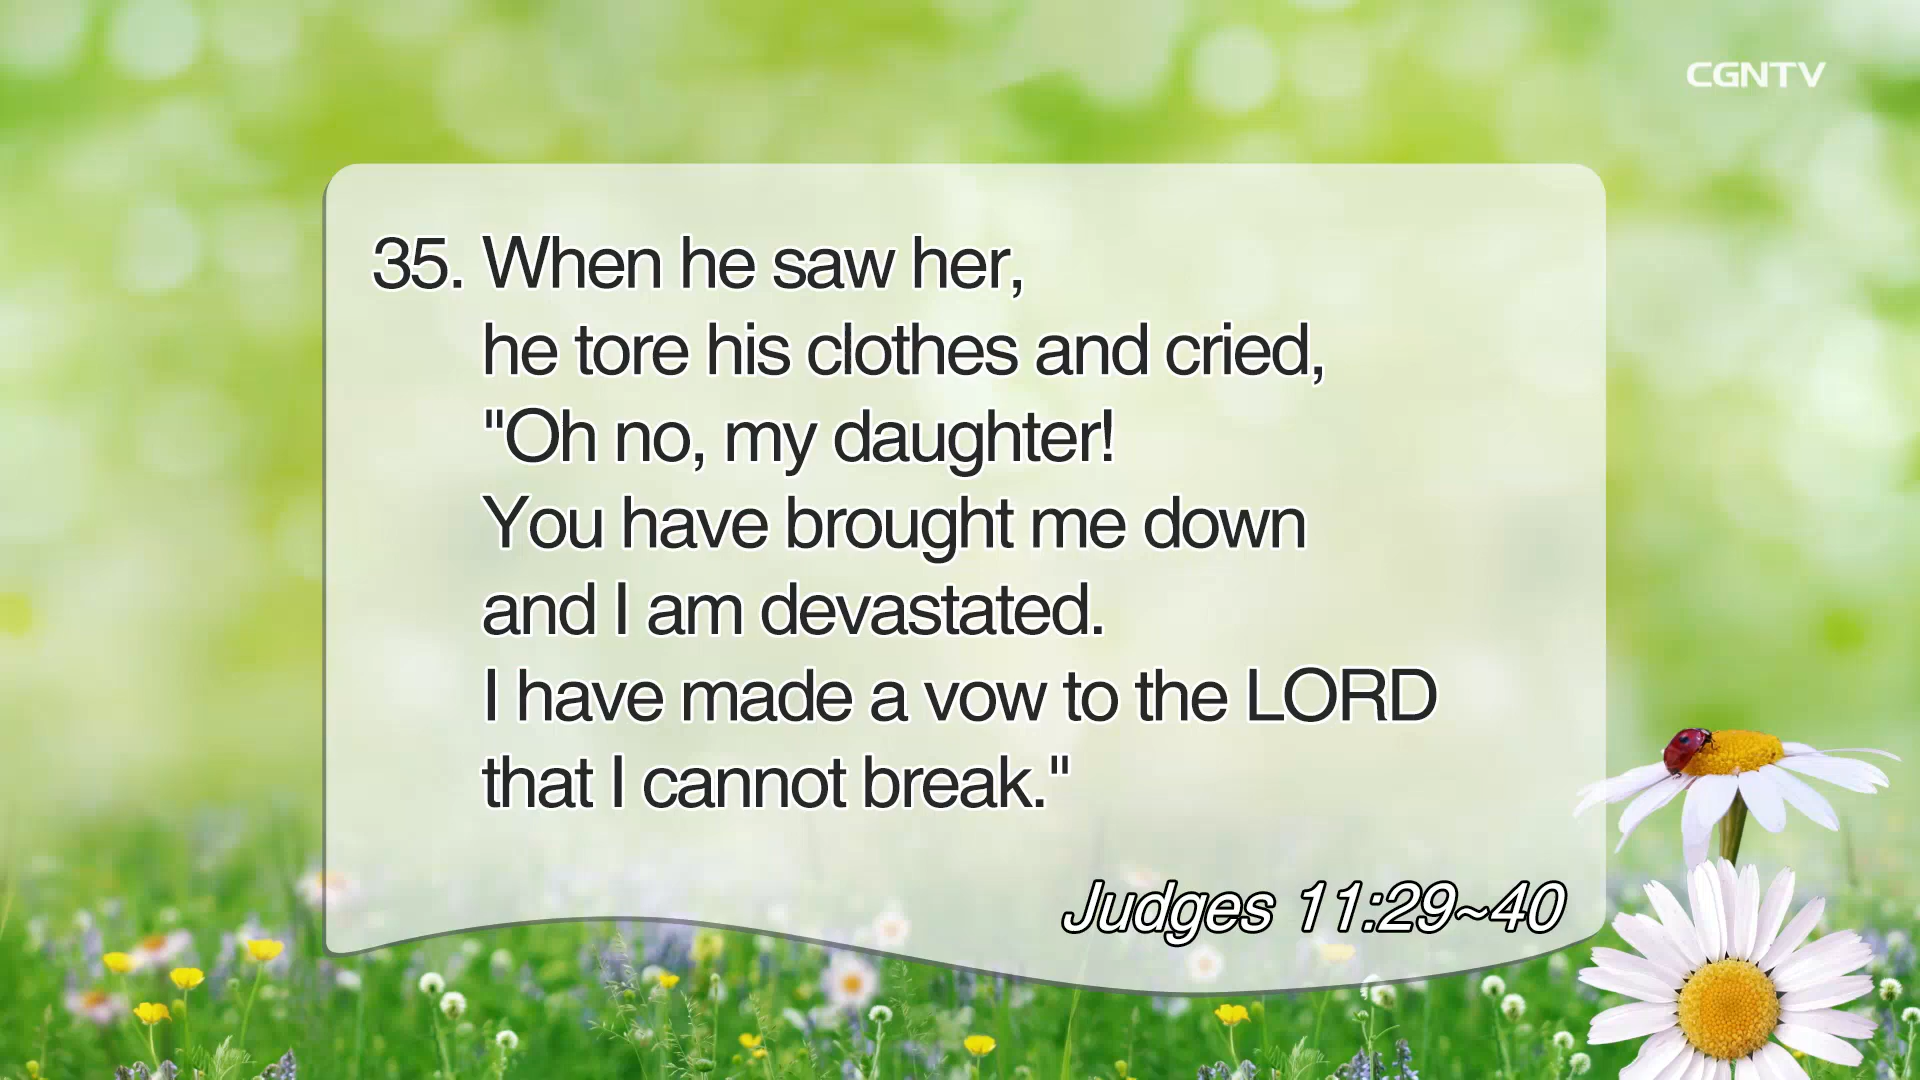 CGNTV
35. When he saw her,
he tore his clothes and cried,
"Oh no, my daughter!
You have brought me down
and I am devastated.
I have made a vow to the LORD
that I cannot break."
Judges 11:29~40